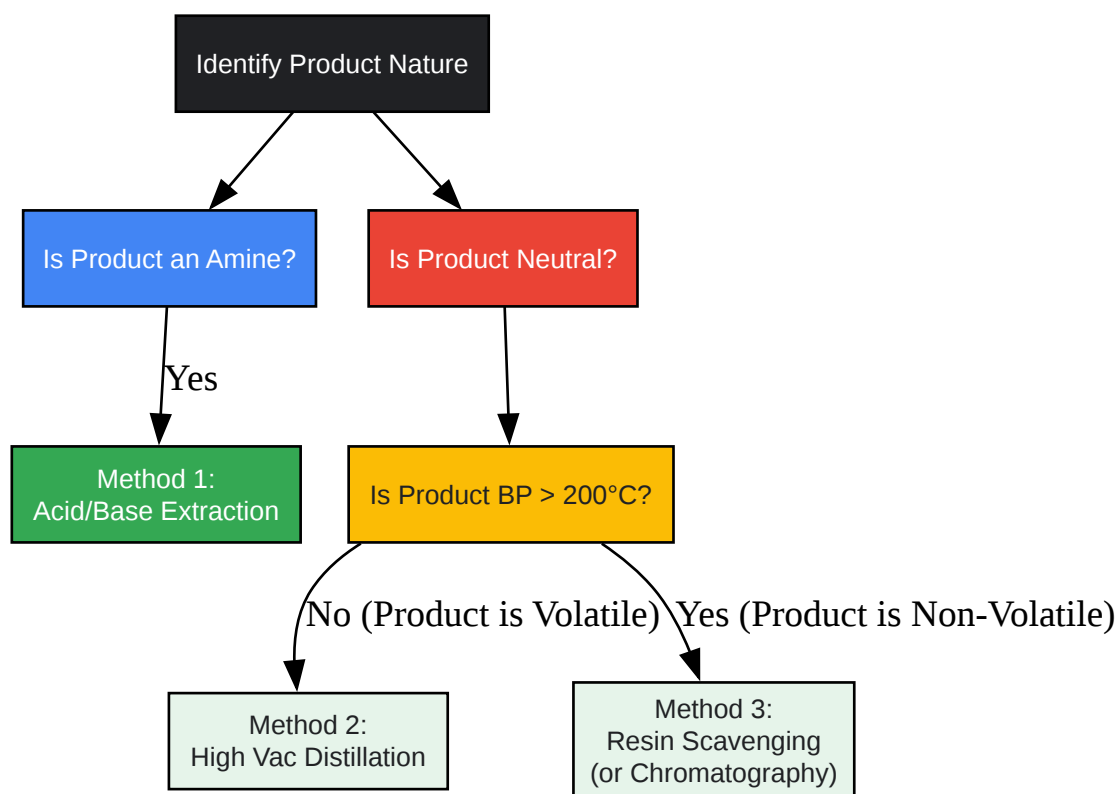 Identify Product Nature
Is Product an Amine?
Is Product Neutral?
Yes
Method 1:
Acid/Base Extraction
Is Product BP > 200°C?
No (Product is Volatile)
Yes (Product is Non-Volatile)
Method 2:
High Vac Distillation
Method 3:
Resin Scavenging
(or Chromatography)